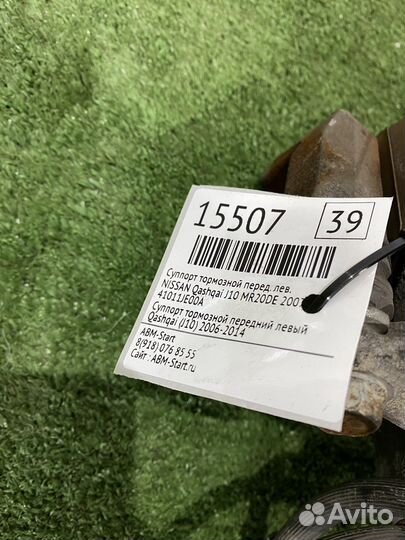 15507 39
Суппорт тормозной перед. лев.
NISSAN Qashqai J10 MR20DE 2007
41011JE00A
Суппорт тормозной передний левый
Qashqai (J10) 2006-2014
ABM-Start
8(918) 076 85 55
Сайт : ABM-Start.ru
Avito